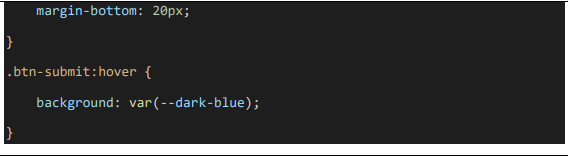 margin-bottom: 20px;
}
.btn-submit:hover {
background: var(--dark-blue);
}